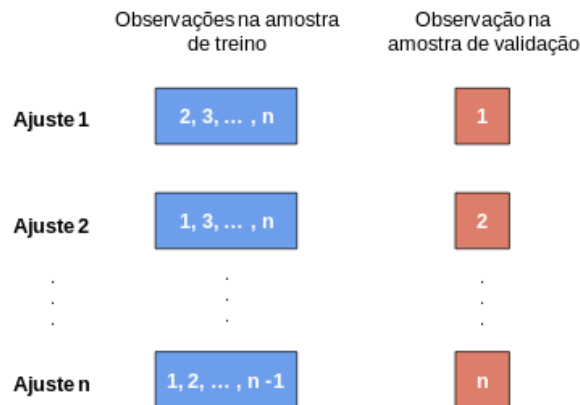 Observações na amostra
de treino
Observação na
amostra de validação
Ajuste 1
2, 3, ... , n
1
Ajuste 2
1, 3, ... , n
2
. . .
. . .
. . .
Ajuste n
1, 2, ... , n -1
n